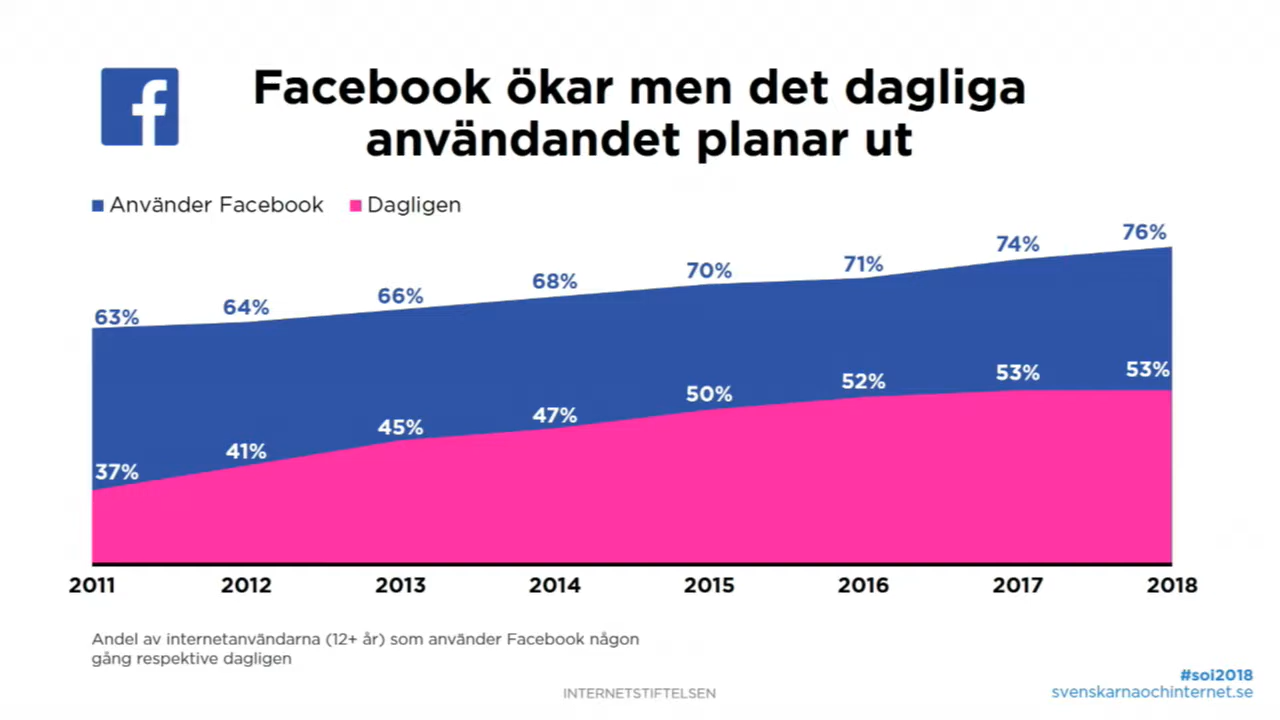 Facebook ökar men det dagliga
användandet planar ut
Använder Facebook Dagligen
63% 64% 66% 68% 70% 71% 74% 76%
37% 41% 45% 47% 50% 52% 53% 53%
2011 2012 2013 2014 2015 2016 2017 2018
Andel av internetanvändarna (12+ år) som använder Facebook någon
gång respektive dagligen
#soi2018
INTERNETSTIFTELSEN svenskarnaochinternet.se